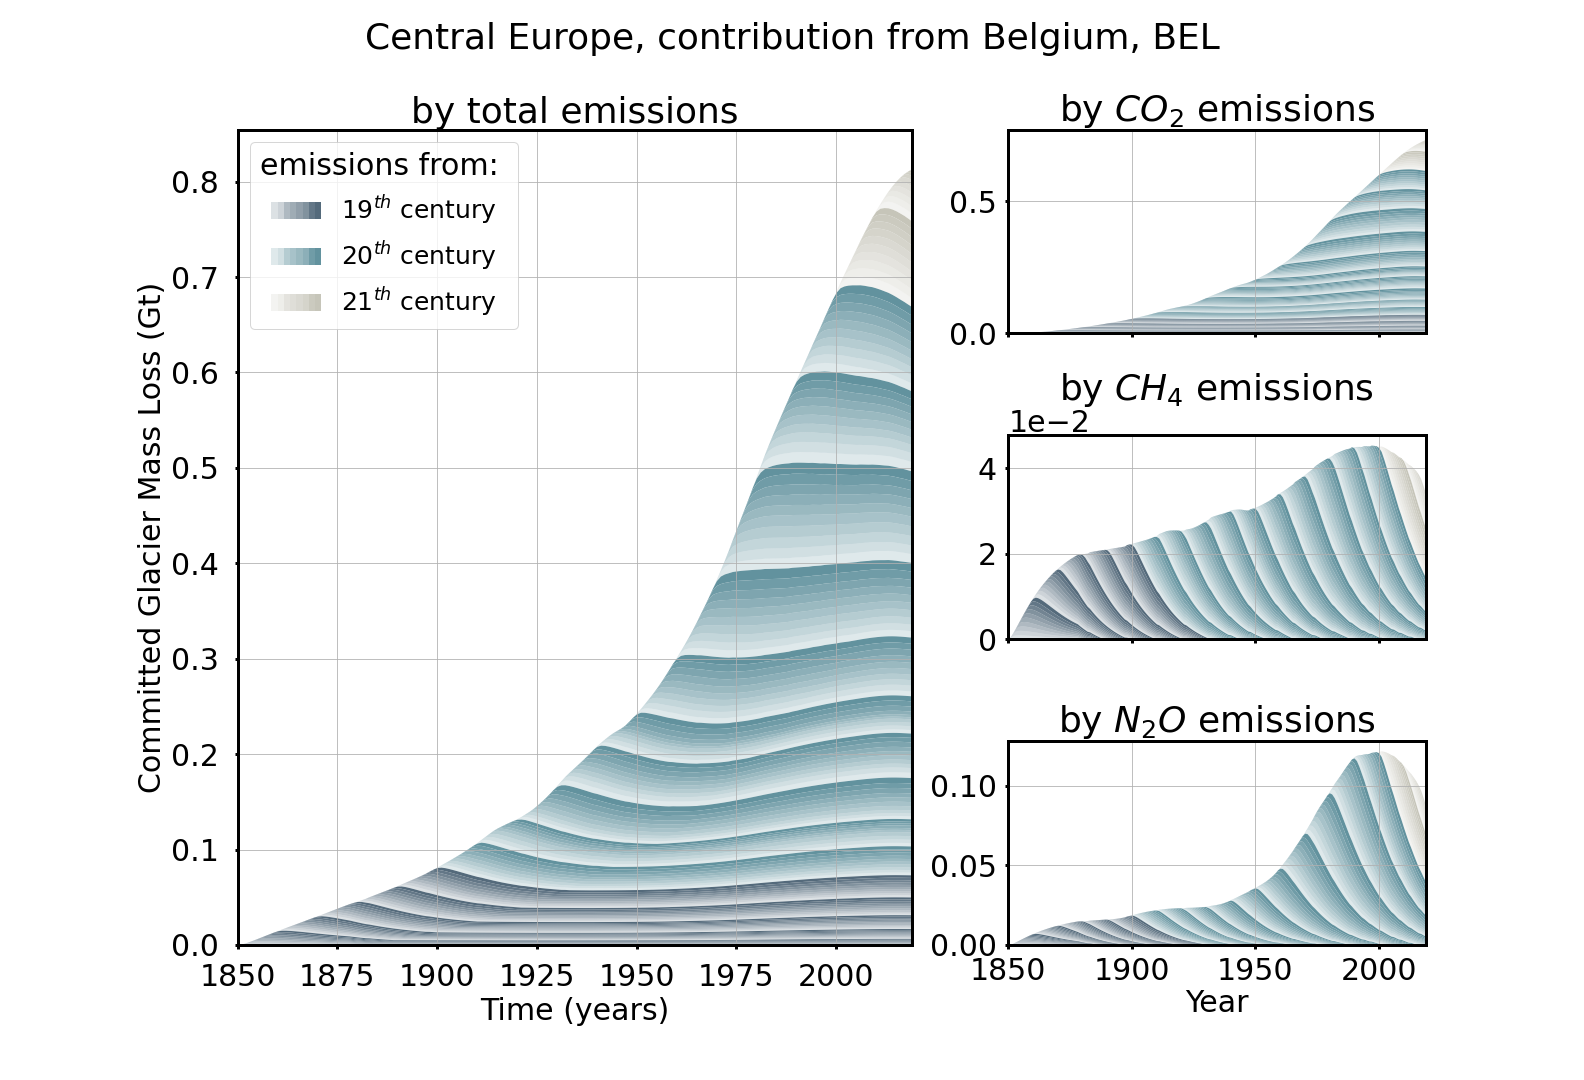 Central Europe, contribution from Belgium, BEL
by total emissions
Committed Glacier Mass Loss (Gt)
0.8
0.7
0.6
0.5
0.4
0.3
0.2
0.1
0.0
emissions from:
19th century
20th century
21th century
1850 1875 1900 1925 1950 1975 2000
Time (years)
by CO2 emissions
0.5
0.0
by CH4 emissions
1e−2
4
2
0
by N2O emissions
0.10
0.05
0.00
1850 1900 1950 2000
Year